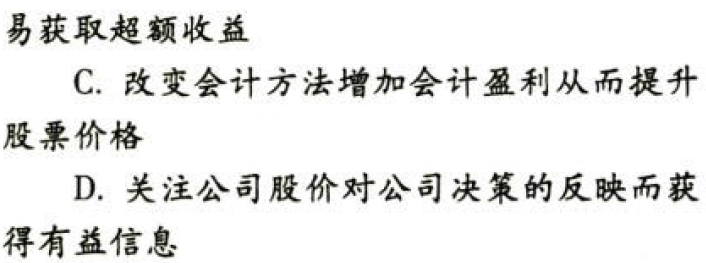 易获取超额收益
C. 改变会计方法增加会计盈利从而提升
股票价格
D. 关注公司股价对公司决策的反映而获
得有益信息